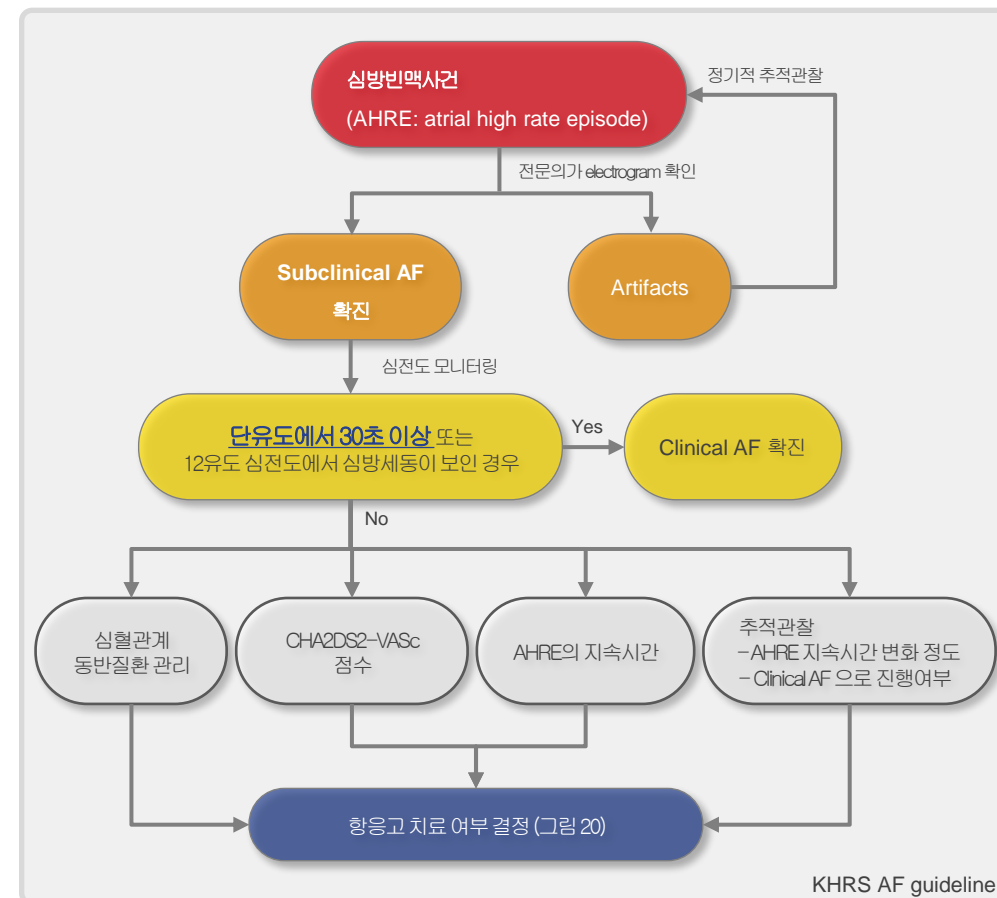 심방빈맥사건
(AHRE: atrial high rate episode)
정기적 추적관찰
전문의가 electrogram 확인
Subclinical AF
확진
Artifacts
심전도 모니터링
단유도에서 30초 이상 또는
12유도 심전도에서 심방세동이 보인 경우
Yes
Clinical AF 확진
No
심혈관계
동반질환 관리
CHA2DS2-VASc
점수
AHRE의 지속시간
추적관찰
- AHRE 지속시간 변화 정도
- Clinical AF 으로 진행여부
항응고 치료 여부 결정 (그림 20)
KHRS AF guideline